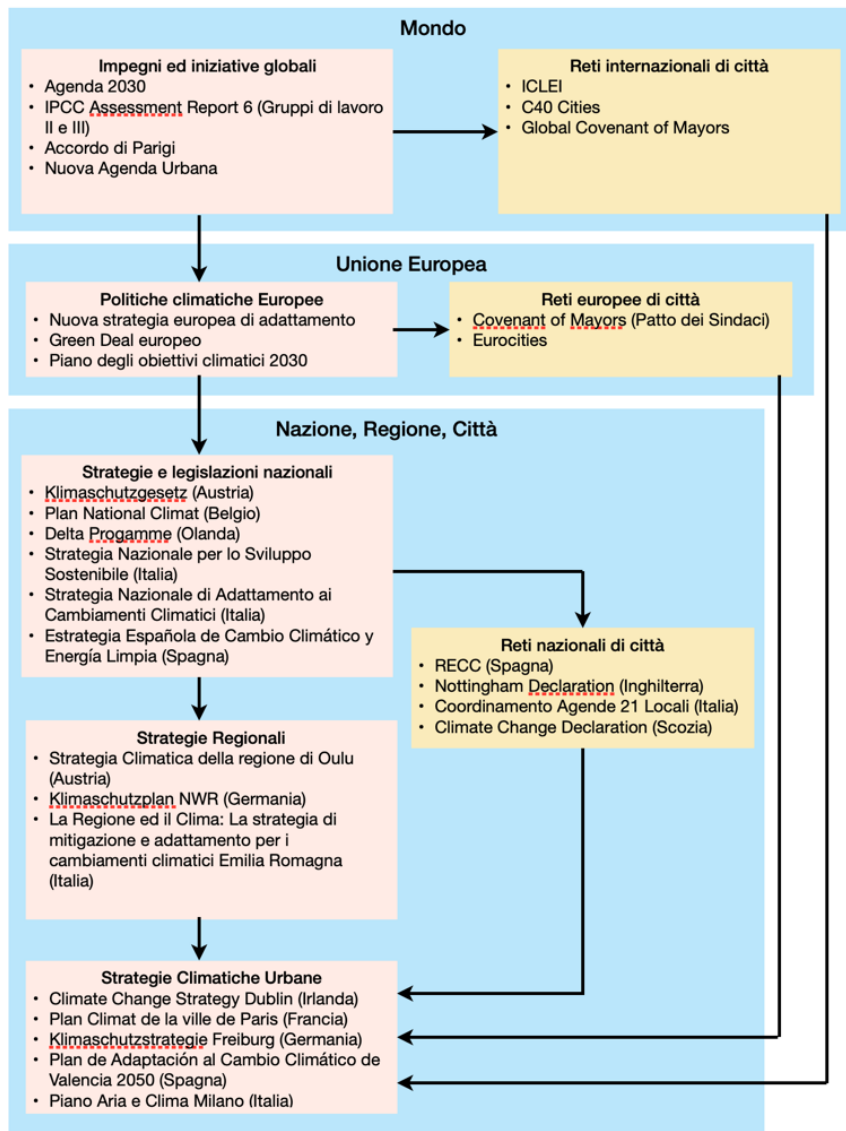 Mondo
Impegni ed iniziative globali
• Agenda 2030
• IPCC Assessment Report 6 (Gruppi di lavoro
II e III)
• Accordo di Parigi
• Nuova Agenda Urbana
Reti internazionali di città
• ICLEI
• C40 Cities
• Global Covenant of Mayors
Unione Europea
Politiche climatiche Europee
• Nuova strategia europea di adattamento
• Green Deal europeo
• Piano degli obiettivi climatici 2030
Reti europee di città
• Covenant of Mayors (Patto dei Sindaci)
• Eurocities
Nazione, Regione, Città
Strategie e legislazioni nazionali
• Klimaschutzgesetz (Austria)
• Plan National Climat (Belgio)
• Delta Progamme (Olanda)
• Strategia Nazionale per lo Sviluppo
Sostenibile (Italia)
• Strategia Nazionale di Adattamento ai
Cambiamenti Climatici (Italia)
• Estrategia Española de Cambio Climático y
Energía Limpia (Spagna)
Reti nazionali di città
• RECC (Spagna)
• Nottingham Declaration (Inghilterra)
• Coordinamento Agende 21 Locali (Italia)
• Climate Change Declaration (Scozia)
Strategie Regionali
• Strategia Climatica della regione di Oulu
(Austria)
• Klimaschutzplan NWR (Germania)
• La Regione ed il Clima: La strategia di
mitigazione e adattamento per i
cambiamenti climatici Emilia Romagna
(Italia)
Strategie Climatiche Urbane
• Climate Change Strategy Dublin (Irlanda)
• Plan Climat de la ville de Paris (Francia)
• Klimaschutzstrategie Freiburg (Germania)
• Plan de Adaptación al Cambio Climático de
Valencia 2050 (Spagna)
• Piano Aria e Clima Milano (Italia)